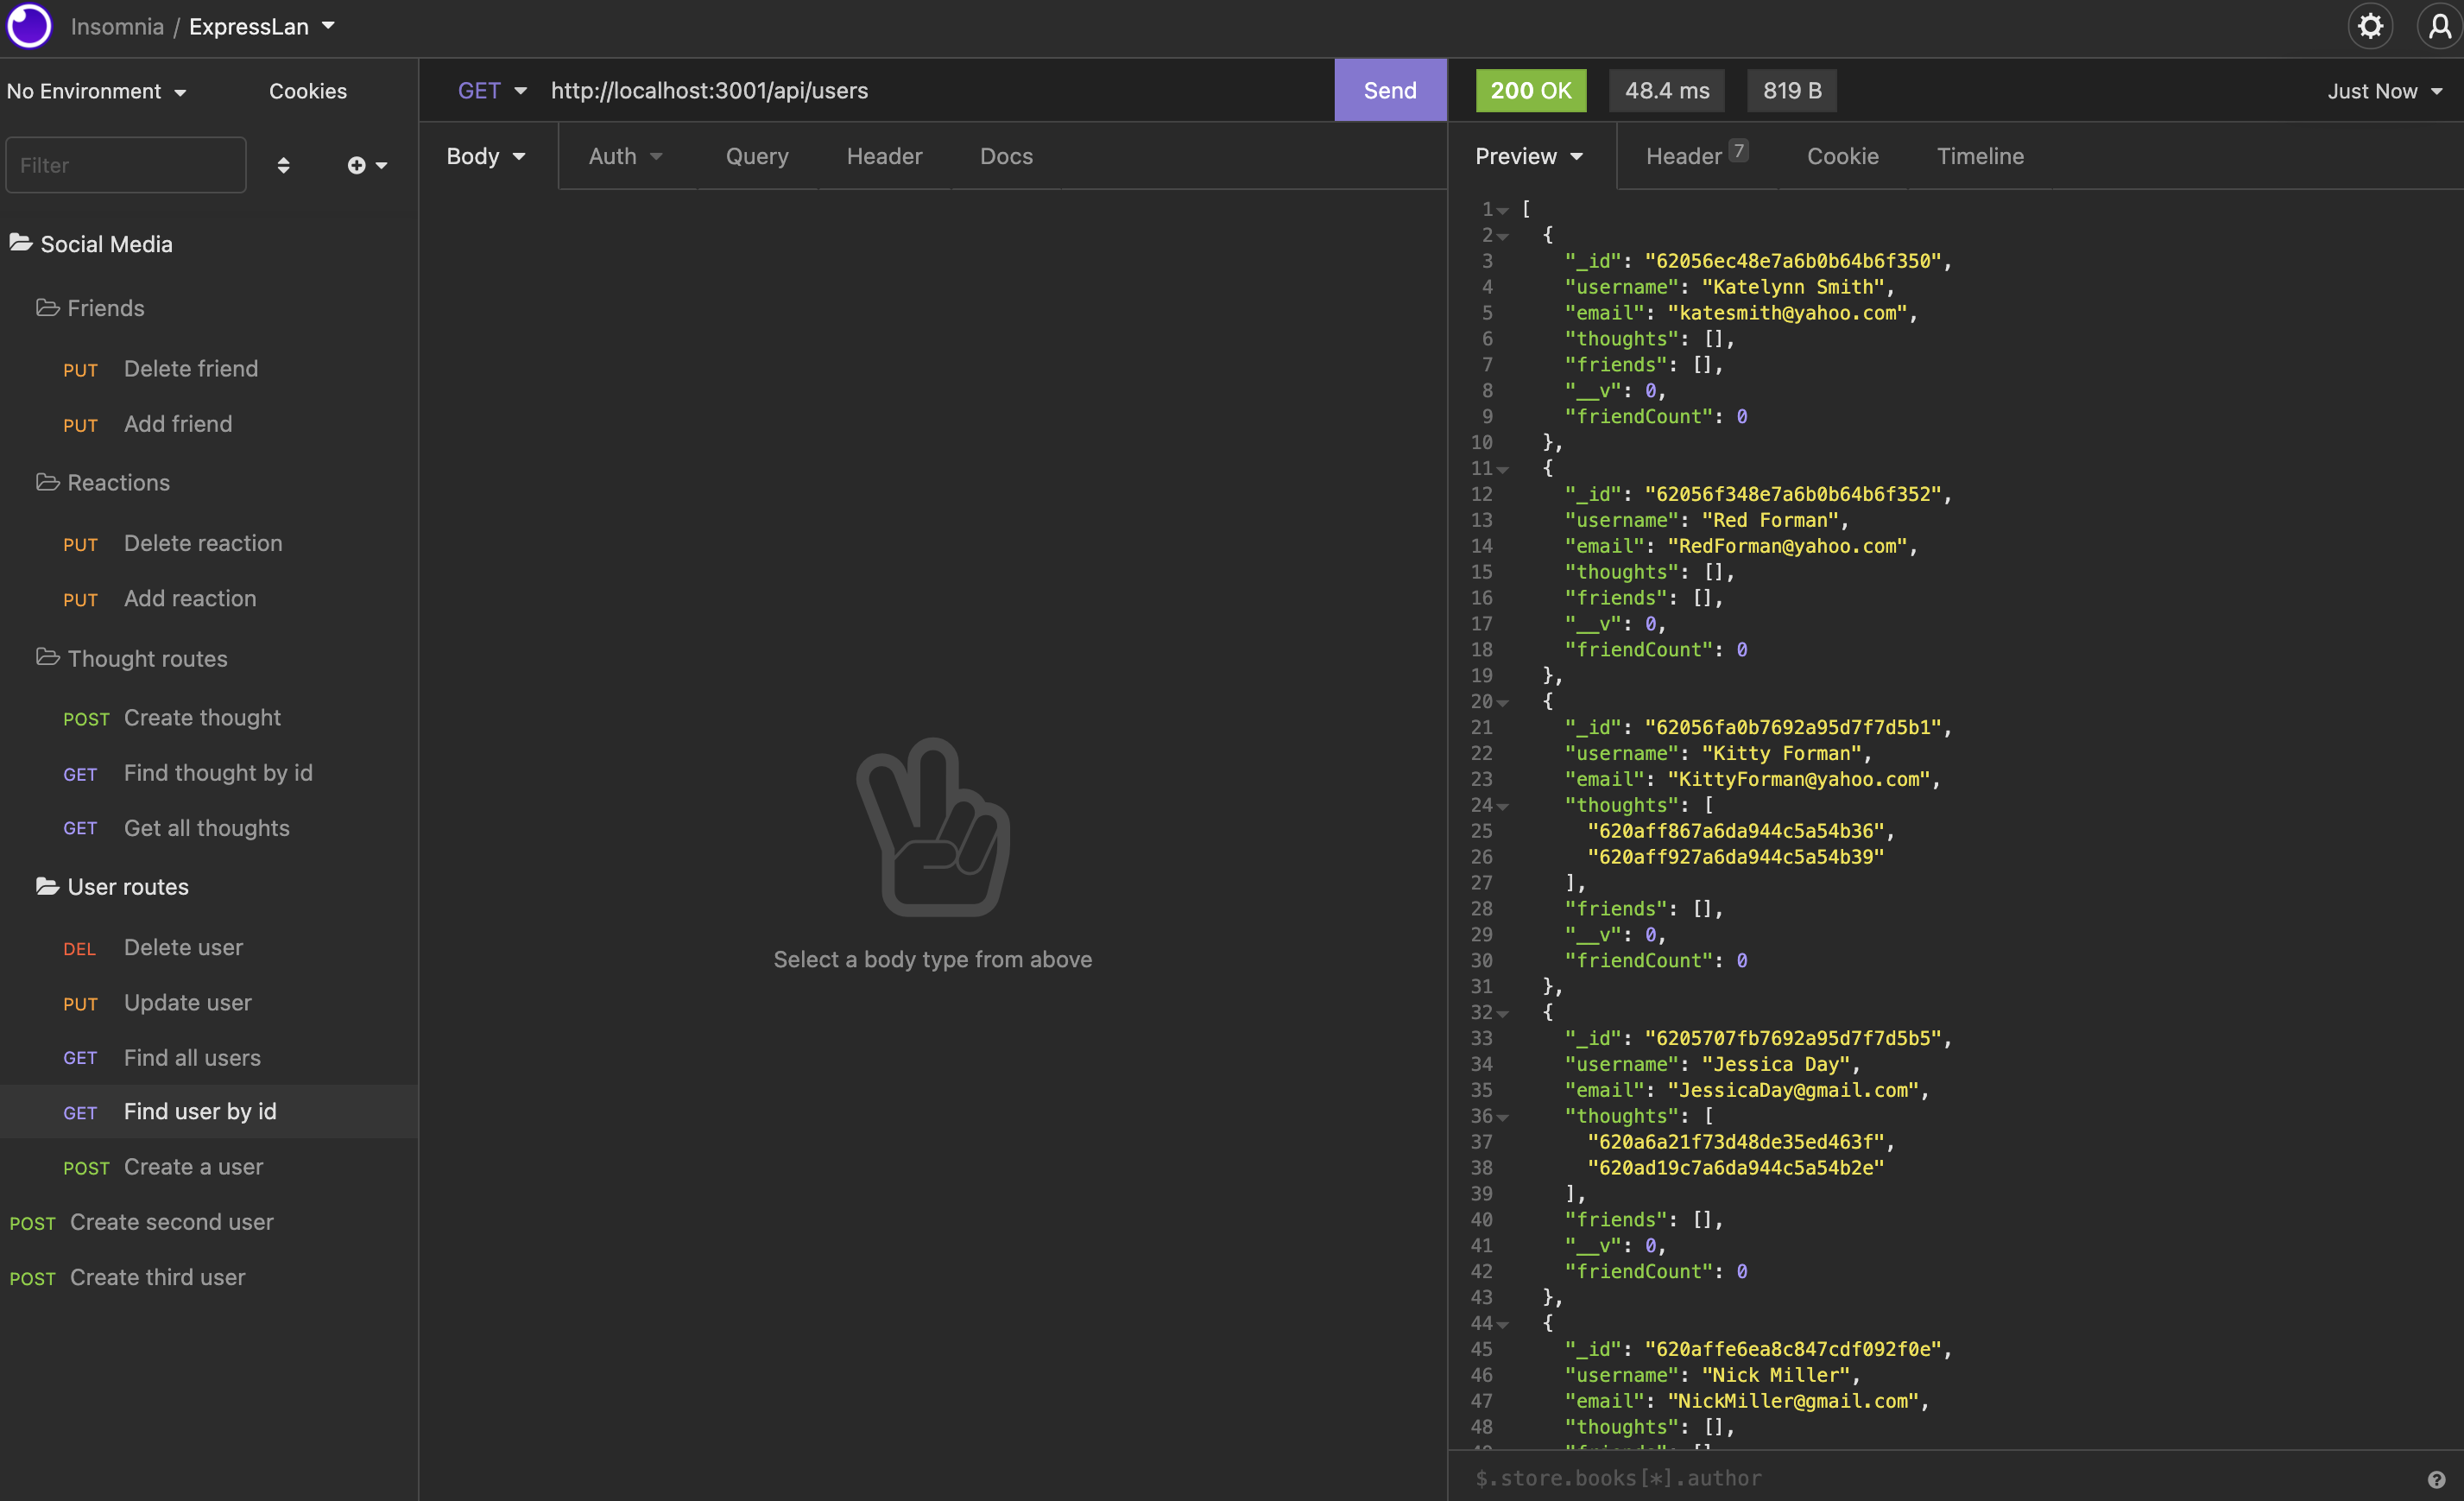 Insomnia / ExpressLan
No Environment
Cookies
Filter
Social Media
Friends
PUT Delete friend
PUT Add friend
Reactions
PUT Delete reaction
PUT Add reaction
Thought routes
POST Create thought
GET Find thought by id
GET Get all thoughts
User routes
DEL Delete user
PUT Update user
GET Find all users
GET Find user by id
POST Create a user
POST Create second user
POST Create third user
GET http://localhost:3001/api/users Send
Body Auth Query Header Docs
Select a body type from above
200 OK 48.4 ms 819 B Just Now
Preview Header 7 Cookie Timeline
1 [
2 {
3 "_id": "62056ec48e7a6b0b64b6f350",
4 "username": "Katelynn Smith",
5 "email": "katesmith@yahoo.com",
6 "thoughts": [],
7 "friends": [],
8 "__v": 0,
9 "friendCount": 0
10 },
11 {
12 "_id": "62056f348e7a6b0b64b6f352",
13 "username": "Red Forman",
14 "email": "RedForman@yahoo.com",
15 "thoughts": [],
16 "friends": [],
17 "__v": 0,
18 "friendCount": 0
19 },
20 {
21 "_id": "62056fa0b7692a95d7f7d5b1",
22 "username": "Kitty Forman",
23 "email": "KittyForman@yahoo.com",
24 "thoughts": [
25 "620aff867a6da944c5a54b36",
26 "620aff927a6da944c5a54b39"
27 ],
28 "friends": [],
29 "__v": 0,
30 "friendCount": 0
31 },
32 {
33 "_id": "6205707fb7692a95d7f7d5b5",
34 "username": "Jessica Day",
35 "email": "JessicaDay@gmail.com",
36 "thoughts": [
37 "620a6a21f73d48de35ed463f",
38 "620ad19c7a6da944c5a54b2e"
39 ],
40 "friends": [],
41 "__v": 0,
42 "friendCount": 0
43 },
44 {
45 "_id": "620affe6ea8c847cdf092f0e",
46 "username": "Nick Miller",
47 "email": "NickMiller@gmail.com",
48 "thoughts": [],
$.store.books[*].author